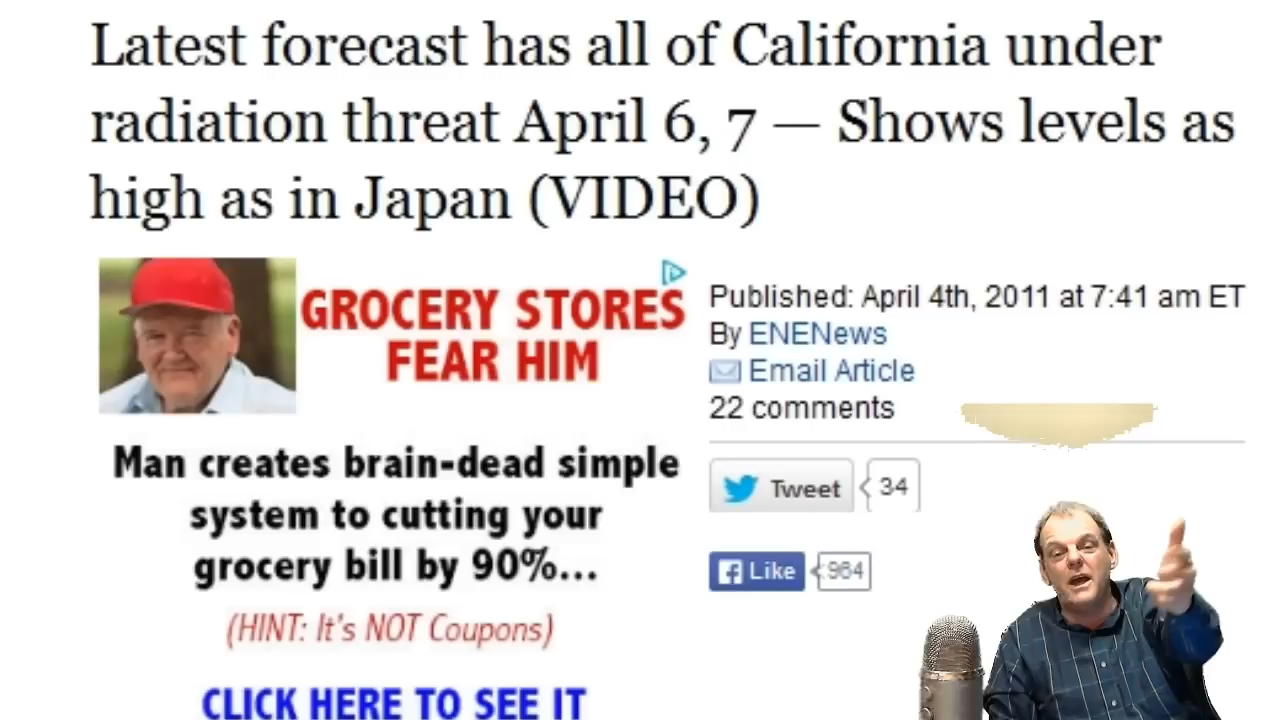 Latest forecast has all of California under
radiation threat April 6, 7 — Shows levels as
high as in Japan (VIDEO)
GROCERY STORES
FEAR HIM
Man creates brain-dead simple
system to cutting your
grocery bill by 90%...
(HINT: It's NOT Coupons)
CLICK HERE TO SEE IT
Published: April 4th, 2011 at 7:41 am ET
By ENENews
Email Article
22 comments
Tweet 34
Like 964